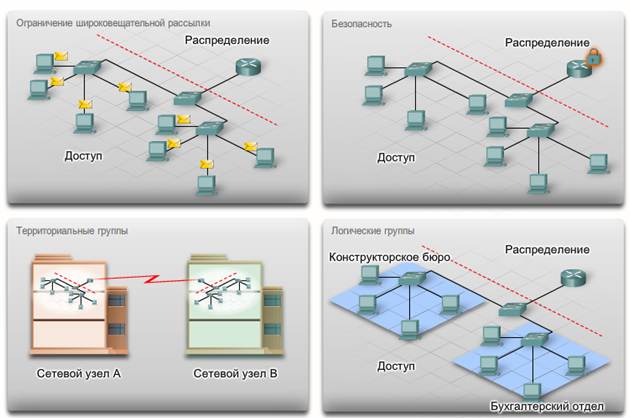 Ограничение широковещательной рассылки
Распределение
Доступ
Безопасность
Распределение
Доступ
Территориальные группы
Сетевой узел A
Сетевой узел B
Логические группы
Распределение
Конструкторское бюро
Доступ
Бухгалтерский отдел